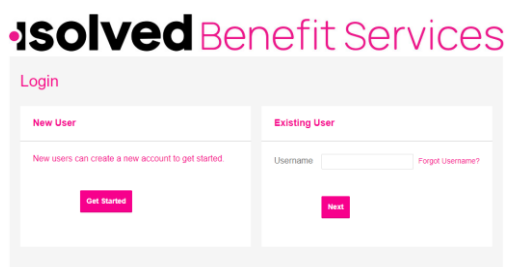 isolved Benefit Services
Login
New User
New users can create a new account to get started.
Get Started
Existing User
Username
Forgot Username?
Next